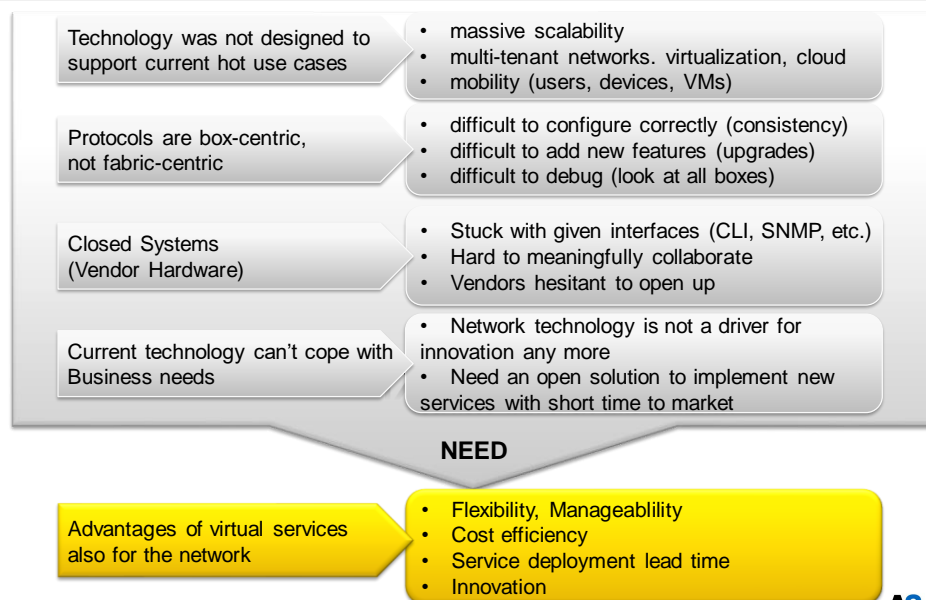 Technology was not designed to
support current hot use cases
• massive scalability
• multi-tenant networks. virtualization, cloud
• mobility (users, devices, VMs)
Protocols are box-centric,
not fabric-centric
• difficult to configure correctly (consistency)
• difficult to add new features (upgrades)
• difficult to debug (look at all boxes)
Closed Systems
(Vendor Hardware)
• Stuck with given interfaces (CLI, SNMP, etc.)
• Hard to meaningfully collaborate
• Vendors hesitant to open up
Current technology can’t cope with
Business needs
• Network technology is not a driver for
innovation any more
• Need an open solution to implement new
services with short time to market
NEED
Advantages of virtual services
also for the network
• Flexibility, Manageablility
• Cost efficiency
• Service deployment lead time
• Innovation